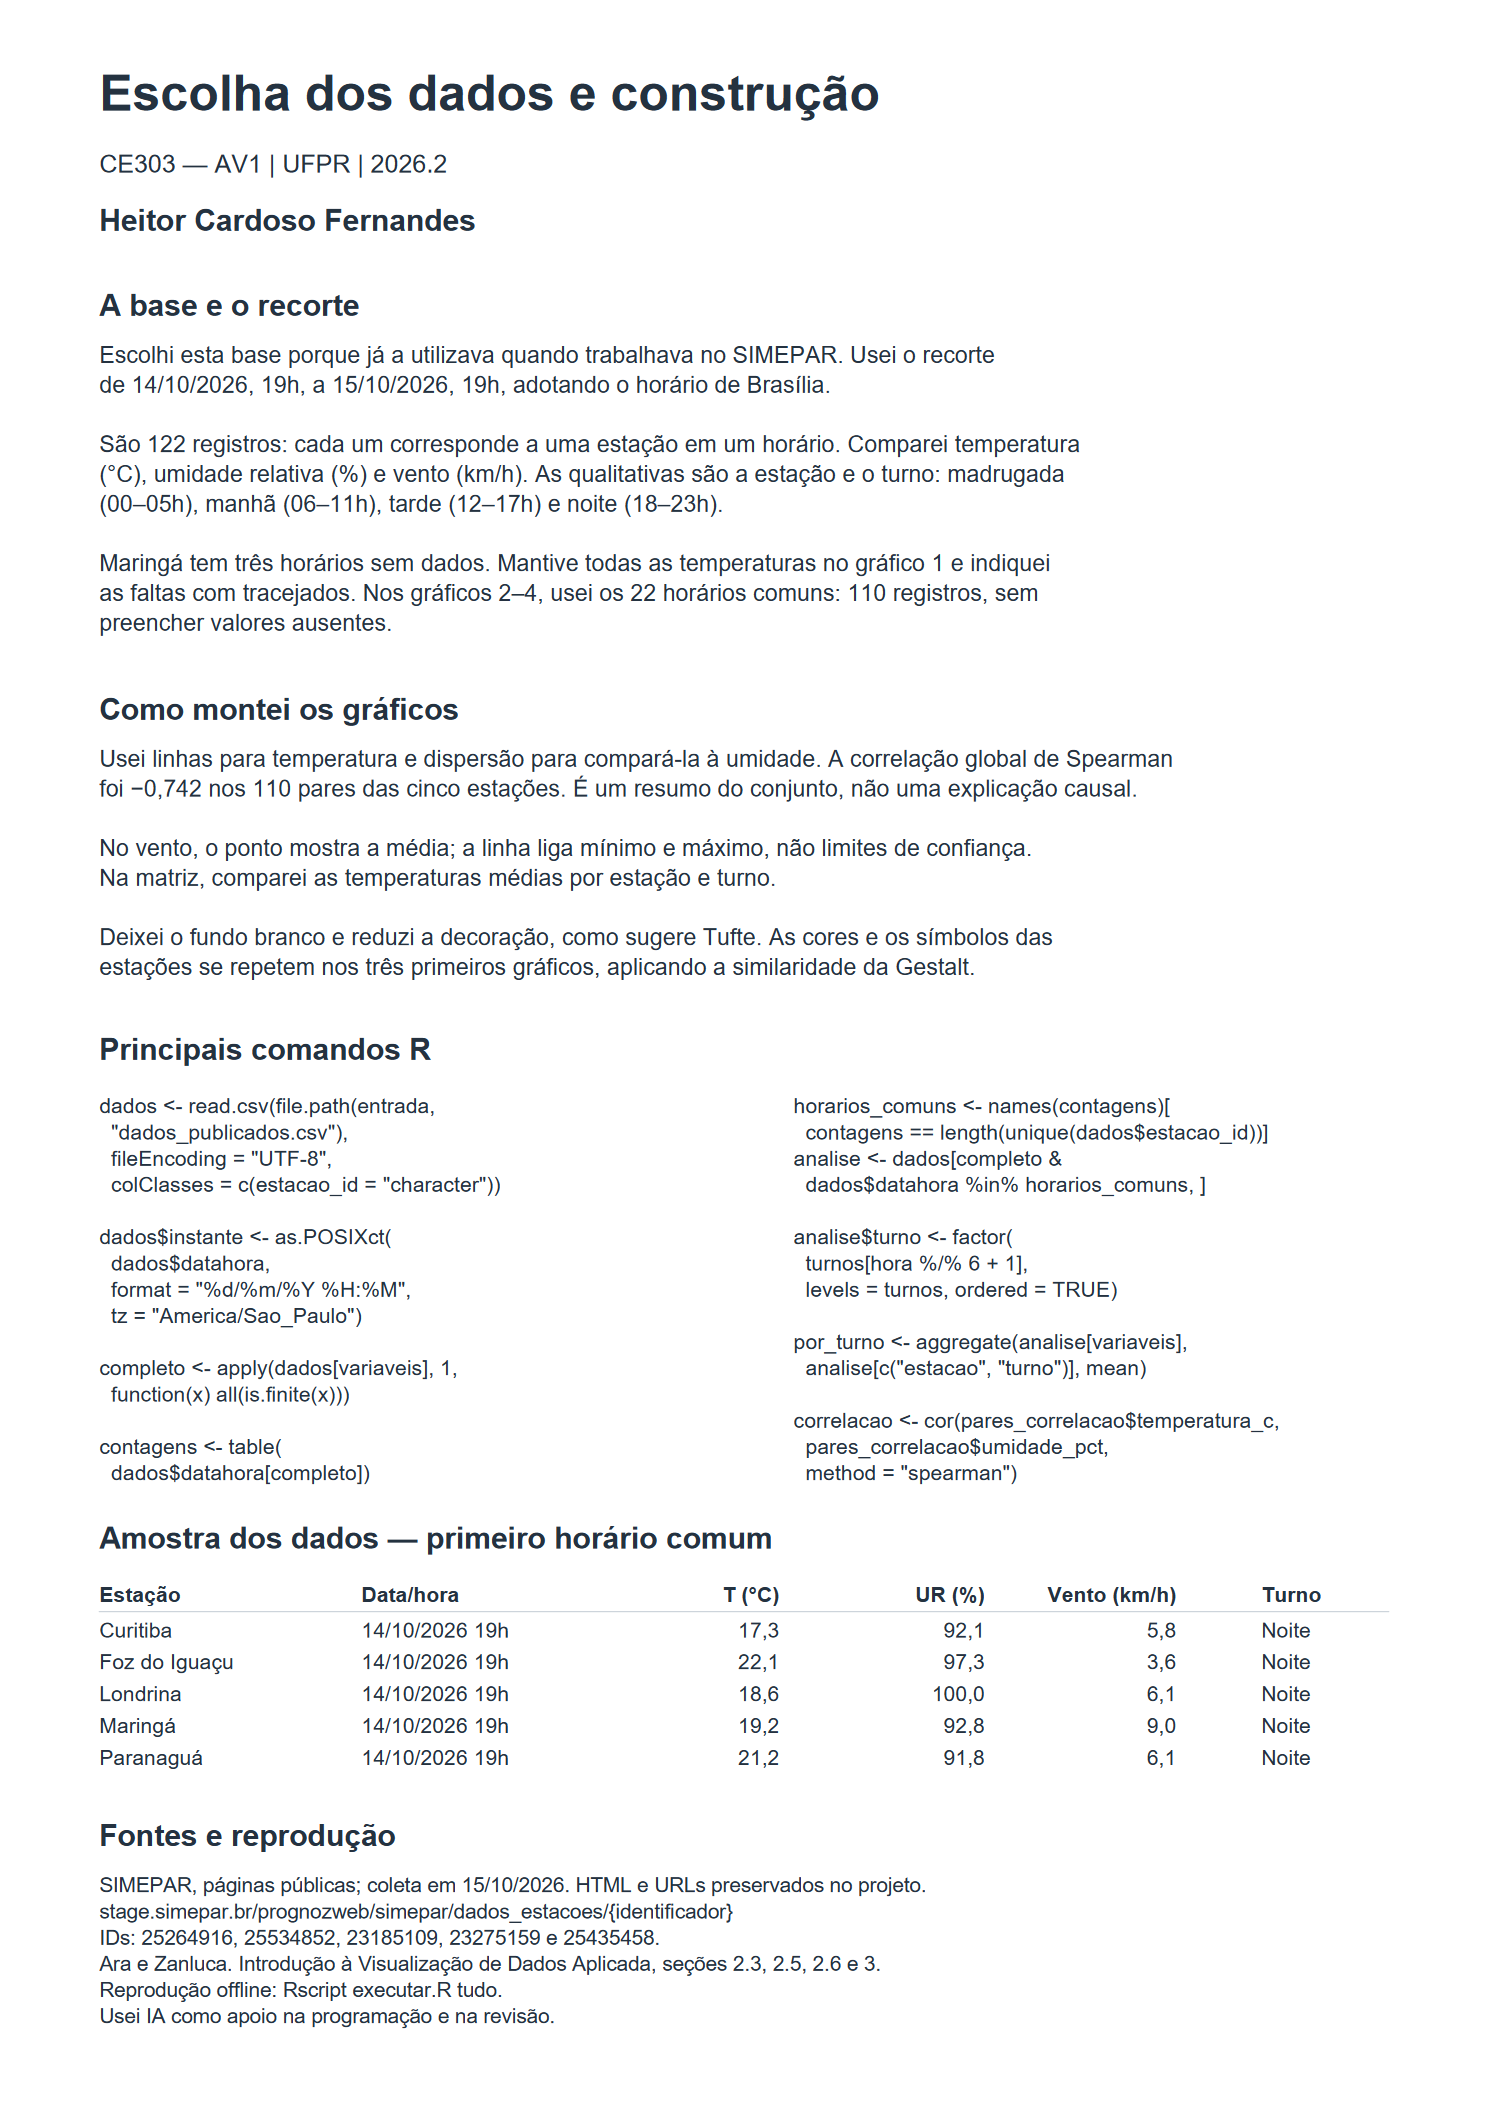 Escolha dos dados e construção
CE303 — AV1 | UFPR | 2026.2
Heitor Cardoso Fernandes
A base e o recorte
Escolhi esta base porque já a utilizava quando trabalhava no SIMEPAR. Usei o recorte
de 14/10/2026, 19h, a 15/10/2026, 19h, adotando o horário de Brasília.
São 122 registros: cada um corresponde a uma estação em um horário. Comparei temperatura
(°C), umidade relativa (%) e vento (km/h). As qualitativas são a estação e o turno: madrugada
(00–05h), manhã (06–11h), tarde (12–17h) e noite (18–23h).
Maringá tem três horários sem dados. Mantive todas as temperaturas no gráfico 1 e indiquei
as faltas com tracejados. Nos gráficos 2–4, usei os 22 horários comuns: 110 registros, sem
preencher valores ausentes.
Como montei os gráficos
Usei linhas para temperatura e dispersão para compará-la à umidade. A correlação global de Spearman
foi −0,742 nos 110 pares das cinco estações. É um resumo do conjunto, não uma explicação causal.
No vento, o ponto mostra a média; a linha liga mínimo e máximo, não limites de confiança.
Na matriz, comparei as temperaturas médias por estação e turno.
Deixei o fundo branco e reduzi a decoração, como sugere Tufte. As cores e os símbolos das
estações se repetem nos três primeiros gráficos, aplicando a similaridade da Gestalt.
Principais comandos R
dados <- read.csv(file.path(entrada,
"dados_publicados.csv"),
fileEncoding = "UTF-8",
colClasses = c(estacao_id = "character"))
dados$instante <- as.POSIXct(
dados$datahora,
format = "%d/%m/%Y %H:%M",
tz = "America/Sao_Paulo")
completo <- apply(dados[variaveis], 1,
function(x) all(is.finite(x)))
contagens <- table(
dados$datahora[completo])
horarios_comuns <- names(contagens)[
contagens == length(unique(dados$estacao_id))]
analise <- dados[completo &
dados$datahora %in% horarios_comuns, ]
analise$turno <- factor(
turnos[hora %/% 6 + 1],
levels = turnos, ordered = TRUE)
por_turno <- aggregate(analise[variaveis],
analise[c("estacao", "turno")], mean)
correlacao <- cor(pares_correlacao$temperatura_c,
pares_correlacao$umidade_pct,
method = "spearman")
Amostra dos dados — primeiro horário comum
Estação Data/hora T (°C) UR (%) Vento (km/h) Turno
Curitiba 14/10/2026 19h 17,3 92,1 5,8 Noite
Foz do Iguaçu 14/10/2026 19h 22,1 97,3 3,6 Noite
Londrina 14/10/2026 19h 18,6 100,0 6,1 Noite
Maringá 14/10/2026 19h 19,2 92,8 9,0 Noite
Paranaguá 14/10/2026 19h 21,2 91,8 6,1 Noite
Fontes e reprodução
SIMEPAR, páginas públicas; coleta em 15/10/2026. HTML e URLs preservados no projeto.
stage.simepar.br/prognozweb/simepar/dados_estacoes/{identificador}
IDs: 25264916, 25534852, 23185109, 23275159 e 25435458.
Ara e Zanluca. Introdução à Visualização de Dados Aplicada, seções 2.3, 2.5, 2.6 e 3.
Reprodução offline: Rscript executar.R tudo.
Usei IA como apoio na programação e na revisão.